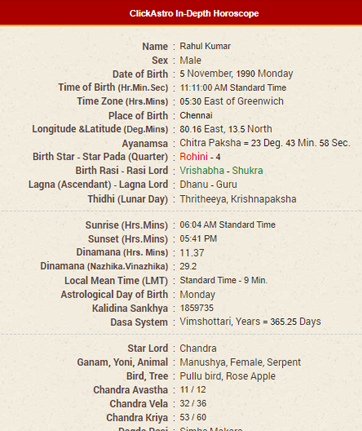 ClickAstro In-Depth Horoscope
Name : Rahul Kumar
Sex : Male
Date of Birth : 5 November, 1990 Monday
Time of Birth (Hr.Min.Sec) : 11:11:00 AM Standard Time
Time Zone (Hrs.Mins) : 05:30 East of Greenwich
Place of Birth : Chennai
Longitude &Latitude (Deg.Mins) : 80.16 East, 13.5 North
Ayanamsa : Chitra Paksha = 23 Deg. 43 Min. 58 Sec.
Birth Star - Star Pada (Quarter) : Rohini - 4
Birth Rasi - Rasi Lord : Vrishabha - Shukra
Lagna (Ascendant) - Lagna Lord : Dhanu - Guru
Thidhi (Lunar Day) : Thritheeya, Krishnapaksha
Sunrise (Hrs.Mins) : 06:04 AM Standard Time
Sunset (Hrs.Mins) : 05:41 PM
Dinamana (Hrs. Mins) : 11.37
Dinamana (Nazhika.Vinazhika) : 29.2
Local Mean Time (LMT) : Standard Time - 9 Min.
Astrological Day of Birth : Monday
Kalidina Sankhya : 1859735
Dasa System : Vimshottari, Years = 365.25 Days
Star Lord : Chandra
Ganam, Yoni, Animal : Manushya, Female, Serpent
Bird, Tree : Pullu bird, Rose Apple
Chandra Avastha : 11 / 12
Chandra Vela : 32 / 36
Chandra Kriya : 53 / 60